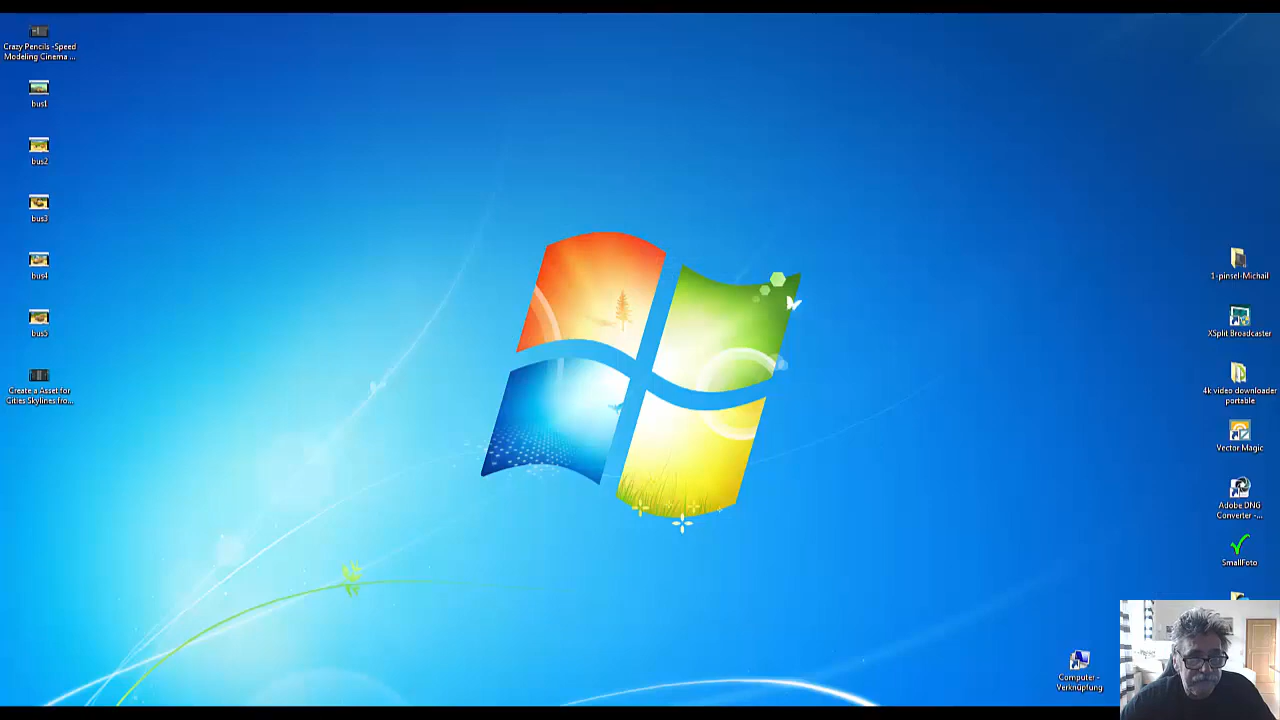 Crazy Pencils -Speed
Modeling Cinema ...
bus1
bus2
bus3
bus4
bus5
Create a Asset for
Cities Skylines fro...
1-pinsel-Michail
XSplit Broadcaster
4k video downloader
portable
Vector Magic
Adobe DNG
Converter -...
SmallFoto
Computer -
Verknüpfung